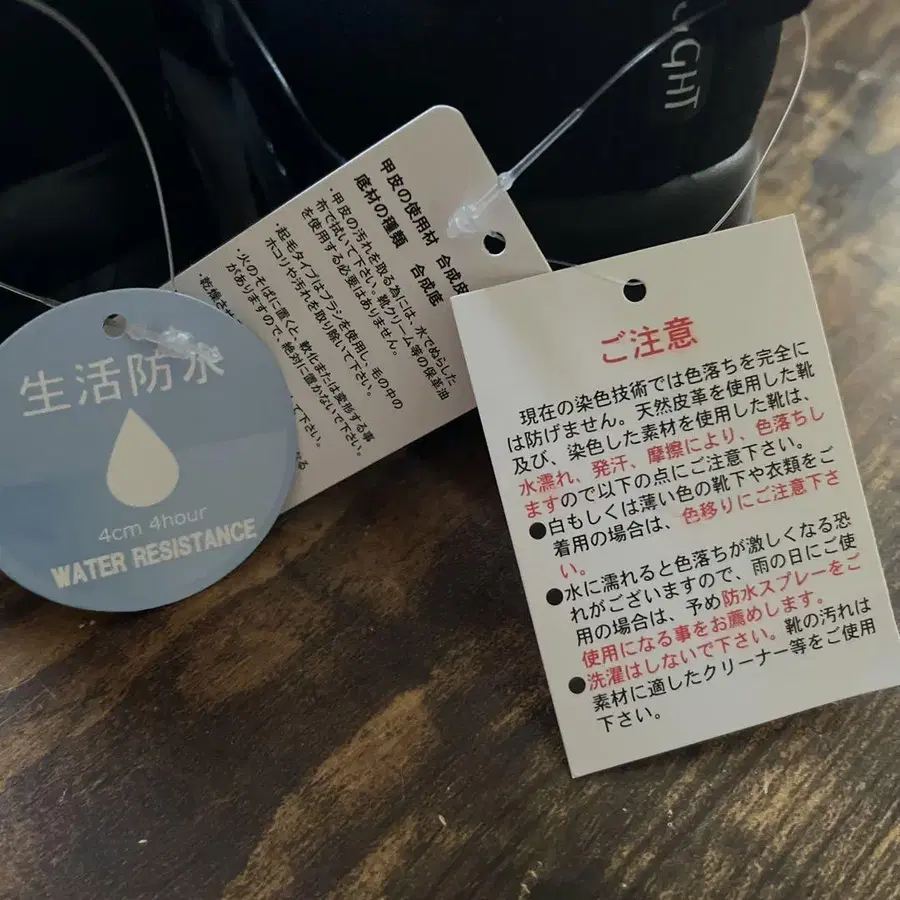 生活防水
4cm 4hour
WATER RESISTANCE
甲皮の使用材 合成皮
底材の種類 合成底
・甲皮の汚れを取る為には、水でぬらした
布で拭いて下さい。靴クリーム等の保革油
を使用する必要はありません。
・起毛タイプはブラシを使用し、毛の中の
ホコリや汚れを取り除いて下さい。
・火のそばに置くと、軟化または変形する事
がありますので、絶対に置かないで下さい。
・乾燥させ
ご注意
現在の染色技術では色落ちを完全に
は防げません。天然皮革を使用した靴
及び、染色した素材を使用した靴は、
水濡れ、発汗、摩擦により、色落ちし
ますので以下の点にご注意下さい。
●白もしくは薄い色の靴下や衣類をご
着用の場合は、色移りにご注意下さ
い。
●水に濡れると色落ちが激しくなる恐
れがございますので、雨の日にご使
用の場合は、予め防水スプレーをご
使用になる事をお薦めします。
●洗濯はしないで下さい。靴の汚れは
素材に適したクリーナー等をご使用
下さい。